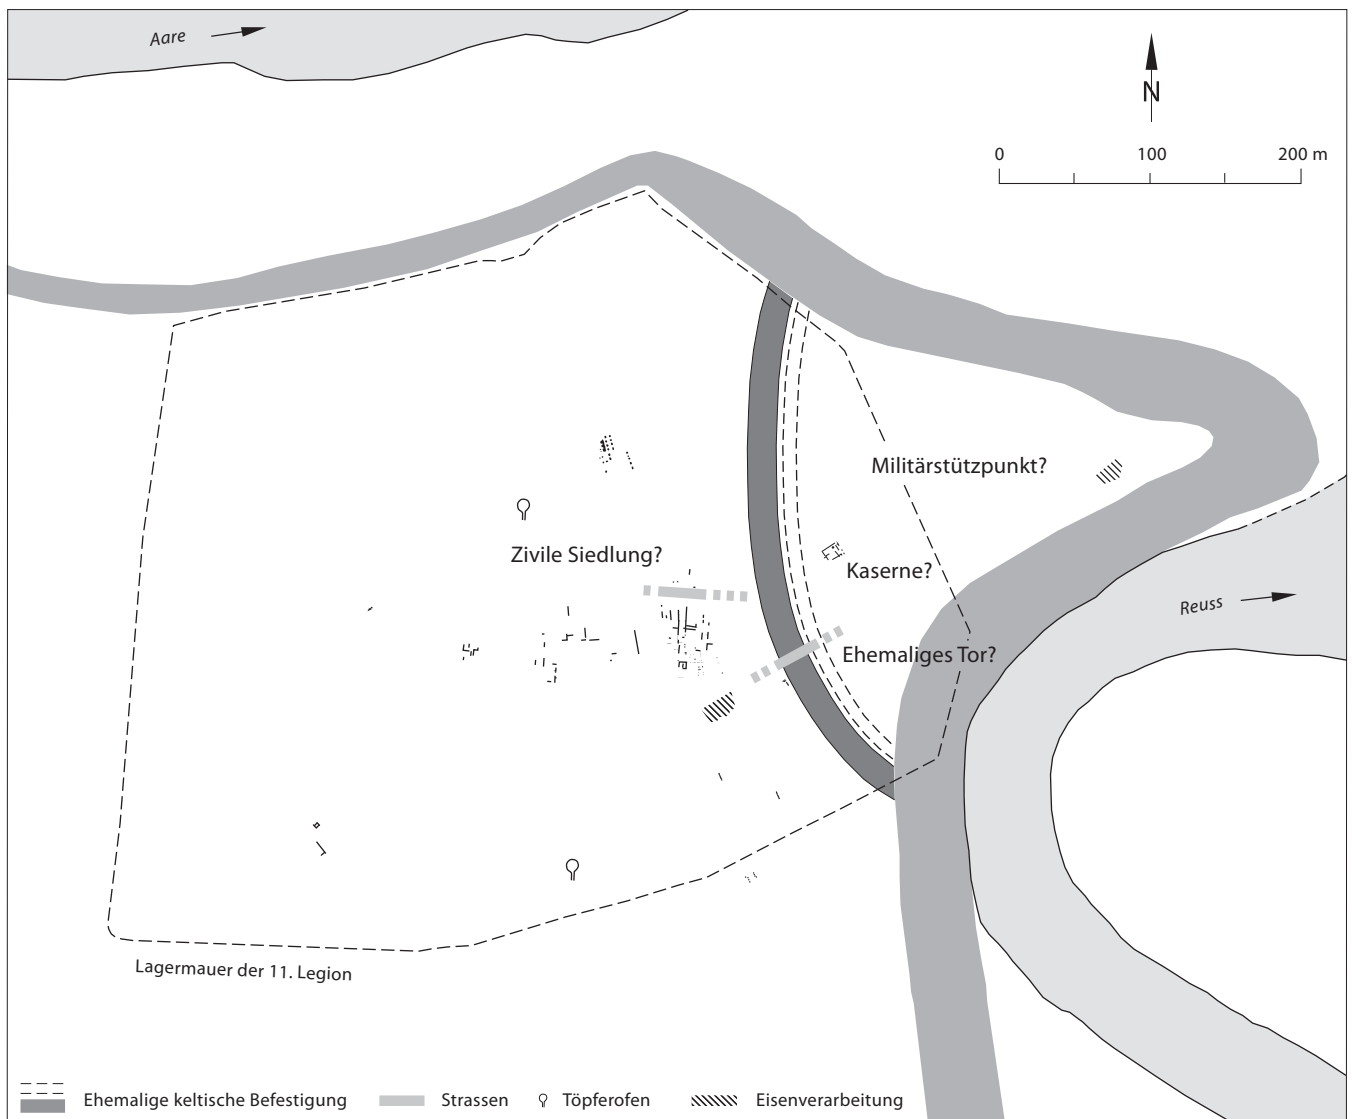 Aare
N
0 100 200 m
Militärstützpunkt?
Zivile Siedlung?
Kaserne?
Reuss
Ehemaliges Tor?
Lagermauer der 11. Legion
Ehemalige keltische Befestigung Strassen Töpferofen Eisenverarbeitung